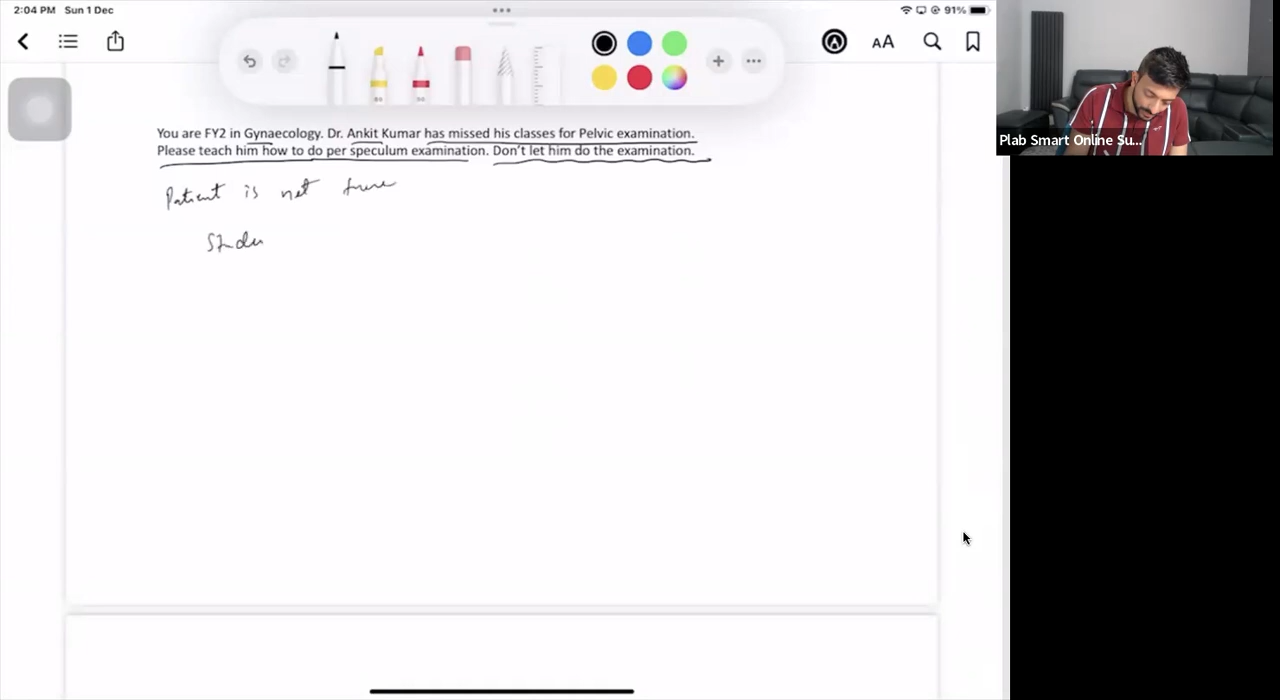 2:04 PM Sun 1 Dec
91%
AA
You are FY2 in Gynaecology. Dr. Ankit Kumar has missed his classes for Pelvic examination.
Please teach him how to do per speculum examination. Don't let him do the examination.
Patient is not
Plab Smart Online Su...